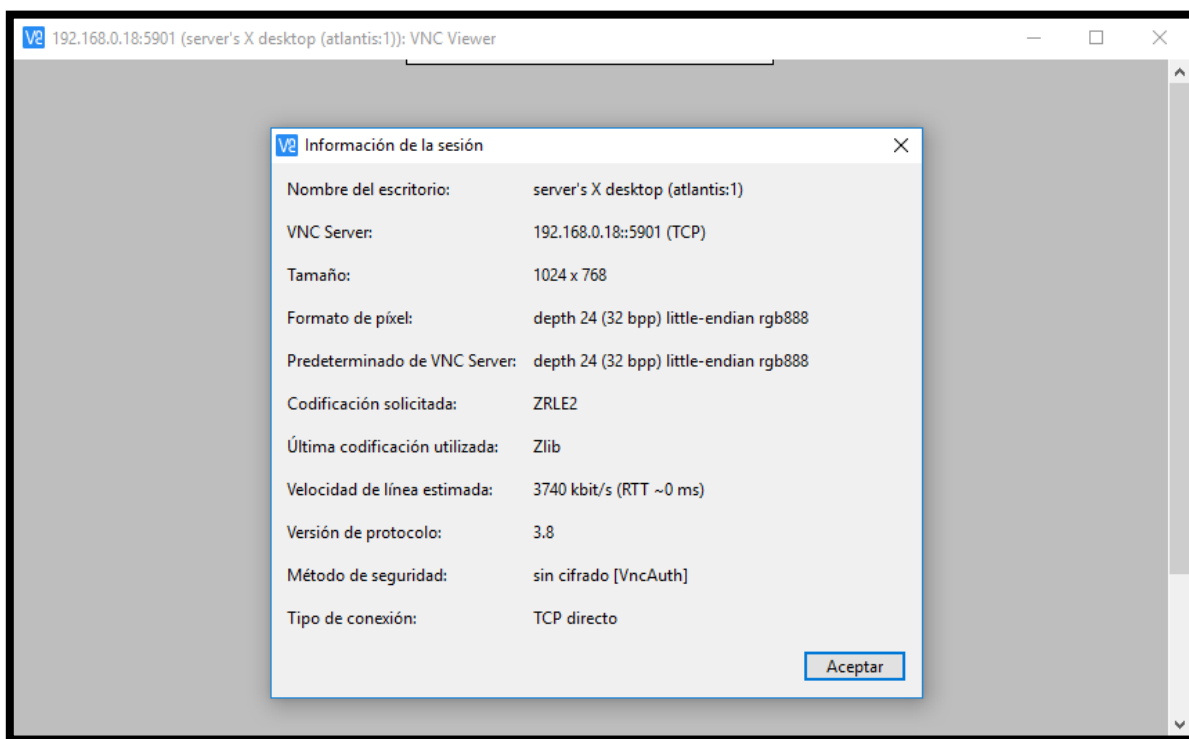 V2 192.168.0.18:5901 (server's X desktop (atlantis:1)): VNC Viewer
V2 Información de la sesión
Nombre del escritorio: server's X desktop (atlantis:1)
VNC Server: 192.168.0.18::5901 (TCP)
Tamaño: 1024 x 768
Formato de píxel: depth 24 (32 bpp) little-endian rgb888
Predeterminado de VNC Server: depth 24 (32 bpp) little-endian rgb888
Codificación solicitada: ZRLE2
Última codificación utilizada: Zlib
Velocidad de línea estimada: 3740 kbit/s (RTT ~0 ms)
Versión de protocolo: 3.8
Método de seguridad: sin cifrado [VncAuth]
Tipo de conexión: TCP directo
Aceptar